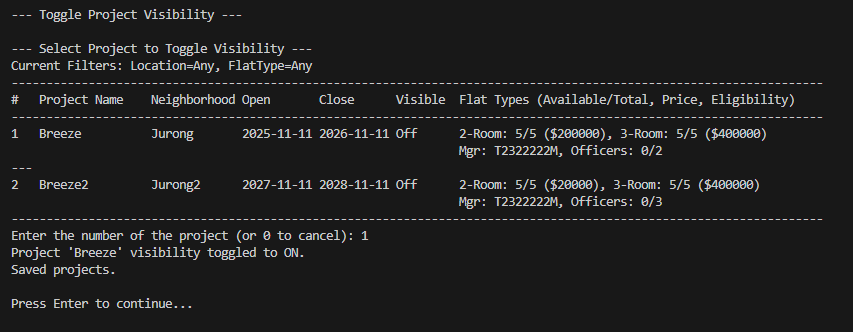 --- Toggle Project Visibility ---
--- Select Project to Toggle Visibility ---
Current Filters: Location=Any, FlatType=Any
--------------------------------------------------------------------------------------------------------------------
#   Project Name    Neighborhood Open       Close      Visible  Flat Types (Available/Total, Price, Eligibility)
--------------------------------------------------------------------------------------------------------------------
1   Breeze          Jurong       2025-11-11 2026-11-11 Off      2-Room: 5/5 ($200000), 3-Room: 5/5 ($400000)
                                                                Mgr: T2322222M, Officers: 0/2
---
2   Breeze2         Jurong2      2027-11-11 2028-11-11 Off      2-Room: 5/5 ($20000), 3-Room: 5/5 ($400000)
                                                                Mgr: T2322222M, Officers: 0/3
--------------------------------------------------------------------------------------------------------------------
Enter the number of the project (or 0 to cancel): 1
Project 'Breeze' visibility toggled to ON.
Saved projects.
Press Enter to continue...